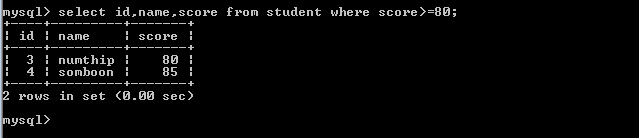 mysql> select id,name,score from student where score>=80;
+----+---------+-------+
| id | name    | score |
+----+---------+-------+
|  3 | numthip |    80 |
|  4 | somboon |    85 |
+----+---------+-------+
2 rows in set (0.00 sec)
mysql>